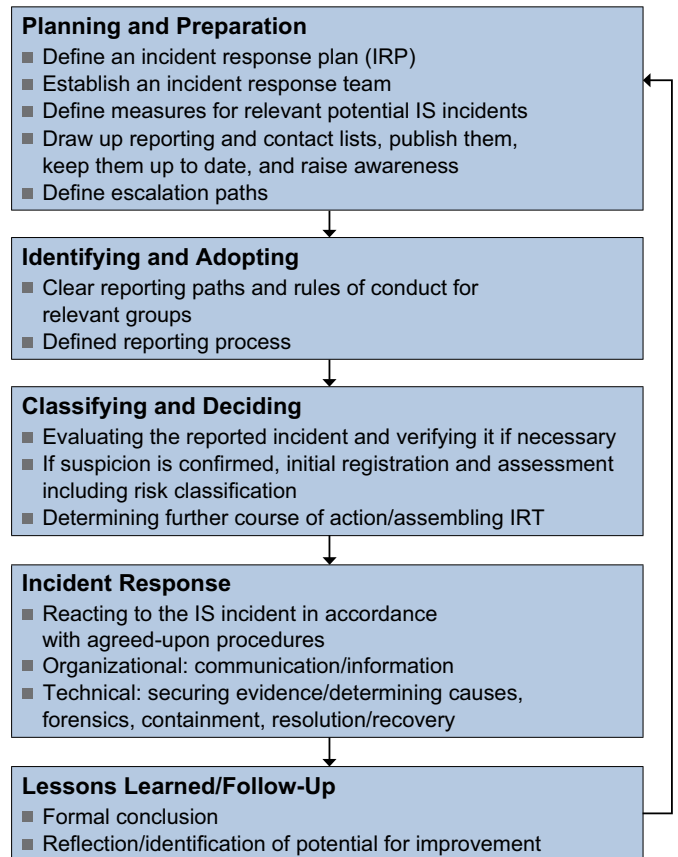 Planning and Preparation
■ Define an incident response plan (IRP)
■ Establish an incident response team
■ Define measures for relevant potential IS incidents
■ Draw up reporting and contact lists, publish them,
keep them up to date, and raise awareness
■ Define escalation paths
Identifying and Adopting
■ Clear reporting paths and rules of conduct for
relevant groups
■ Defined reporting process
Classifying and Deciding
■ Evaluating the reported incident and verifying it if necessary
■ If suspicion is confirmed, initial registration and assessment
including risk classification
■ Determining further course of action/assembling IRT
Incident Response
■ Reacting to the IS incident in accordance
with agreed-upon procedures
■ Organizational: communication/information
■ Technical: securing evidence/determining causes,
forensics, containment, resolution/recovery
Lessons Learned/Follow-Up
■ Formal conclusion
■ Reflection/identification of potential for improvement